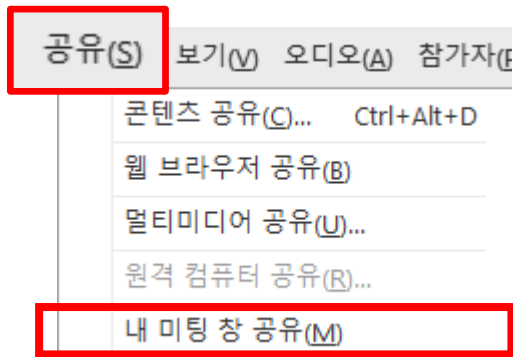 공유(S) 보기(V) 오디오(A) 참가자(P
콘텐츠 공유(C)... Ctrl+Alt+D
웹 브라우저 공유(B)
멀티미디어 공유(U)...
원격 컴퓨터 공유(R)...
내 미팅 창 공유(M)